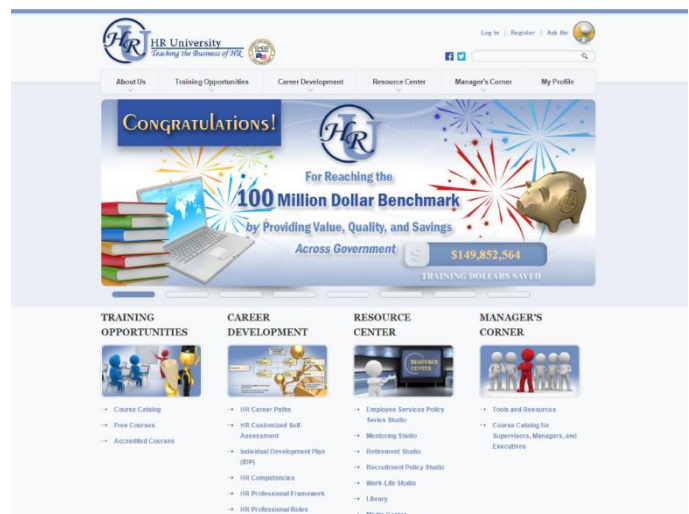 Log In | Register | Ask Me
HRU
HR University
Teaching the Business of HR
About Us
Training Opportunities
Career Development
Resource Center
Manager's Corner
My Profile
CONGRATULATIONS!
HRU
For Reaching the
100 Million Dollar Benchmark
by Providing Value, Quality, and Savings
Across Government
$149,852,564
TRAINING DOLLARS SAVED
TRAINING
OPPORTUNITIES
Course Catalog
Free Courses
Accredited Courses
CAREER
DEVELOPMENT
HR Career Paths
HR Customized Self-
Assessment
Individual Development Plan
(IDP)
HR Competencies
HR Professional Framework
HR Professional Roles
RESOURCE
CENTER
RESOURCE
CENTER
Employee Services Policy
Series Studio
Mentoring Studio
Retirement Studio
Recruitment Policy Studio
Work-Life Studio
Library
Media Center
MANAGER'S
CORNER
Tools and Resources
Course Catalog for
Supervisors, Managers, and
Executives